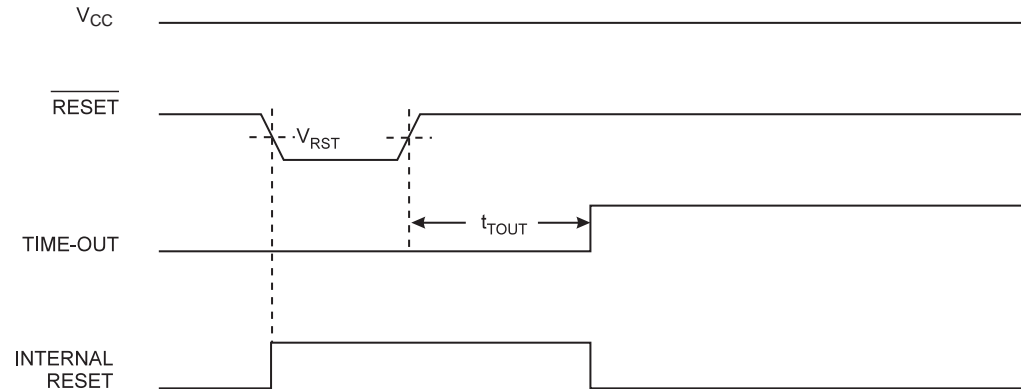 VCC
RESET
VRST
tTOUT
TIME-OUT
INTERNAL
RESET